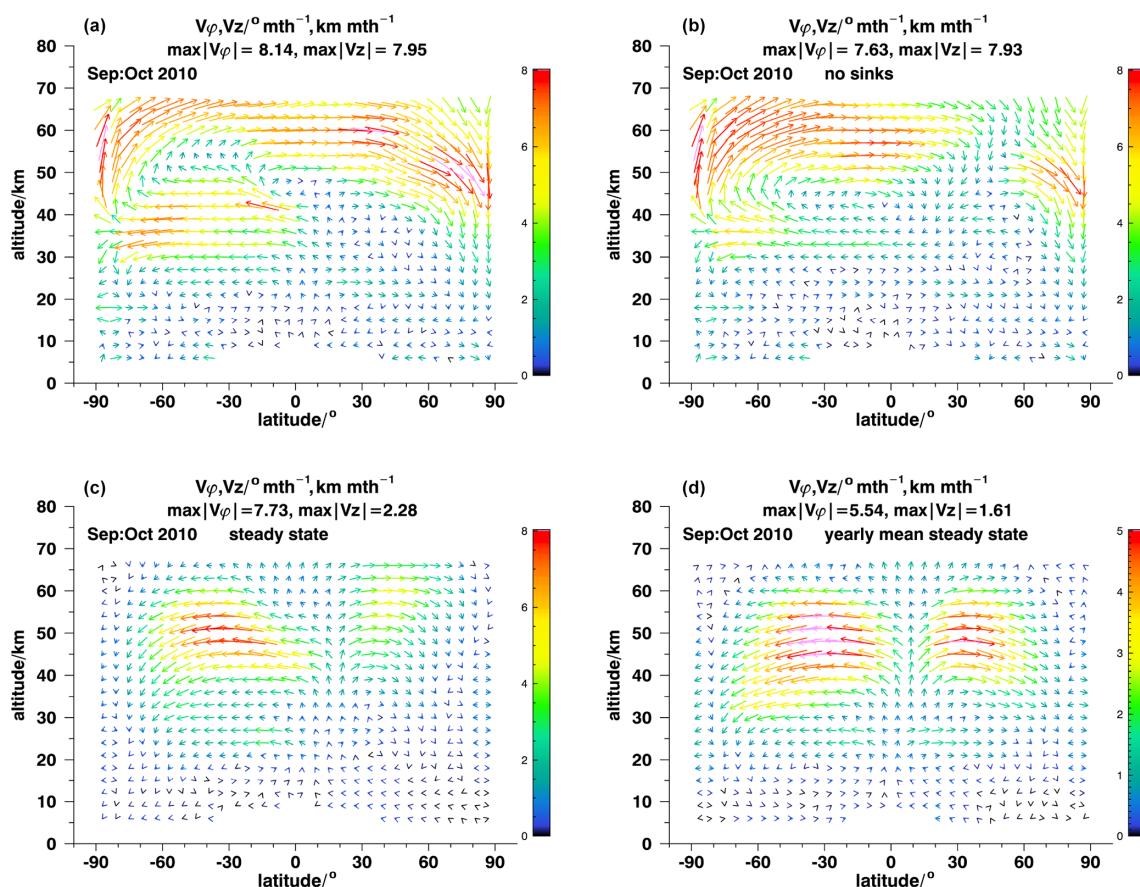 (a)
Vφ,Vz/° mth⁻¹, km mth⁻¹
max|Vφ|= 8.14, max|Vz|= 7.95
Sep:Oct 2010
80
70
60
50
40
30
20
10
0
altitude/km
-90 -60 -30 0 30 60 90
latitude/°
8
6
4
2
0
(b)
Vφ,Vz/° mth⁻¹, km mth⁻¹
max|Vφ|= 7.63, max|Vz|= 7.93
Sep:Oct 2010 no sinks
80
70
60
50
40
30
20
10
0
altitude/km
-90 -60 -30 0 30 60 90
latitude/°
8
6
4
2
0
(c)
Vφ,Vz/° mth⁻¹, km mth⁻¹
max|Vφ|=7.73, max|Vz|=2.28
Sep:Oct 2010 steady state
80
70
60
50
40
30
20
10
0
altitude/km
-90 -60 -30 0 30 60 90
latitude/°
8
6
4
2
0
(d)
Vφ,Vz/° mth⁻¹, km mth⁻¹
max|Vφ|=5.54, max|Vz|=1.61
Sep:Oct 2010 yearly mean steady state
80
70
60
50
40
30
20
10
0
altitude/km
-90 -60 -30 0 30 60 90
latitude/°
5
4
3
2
1
0